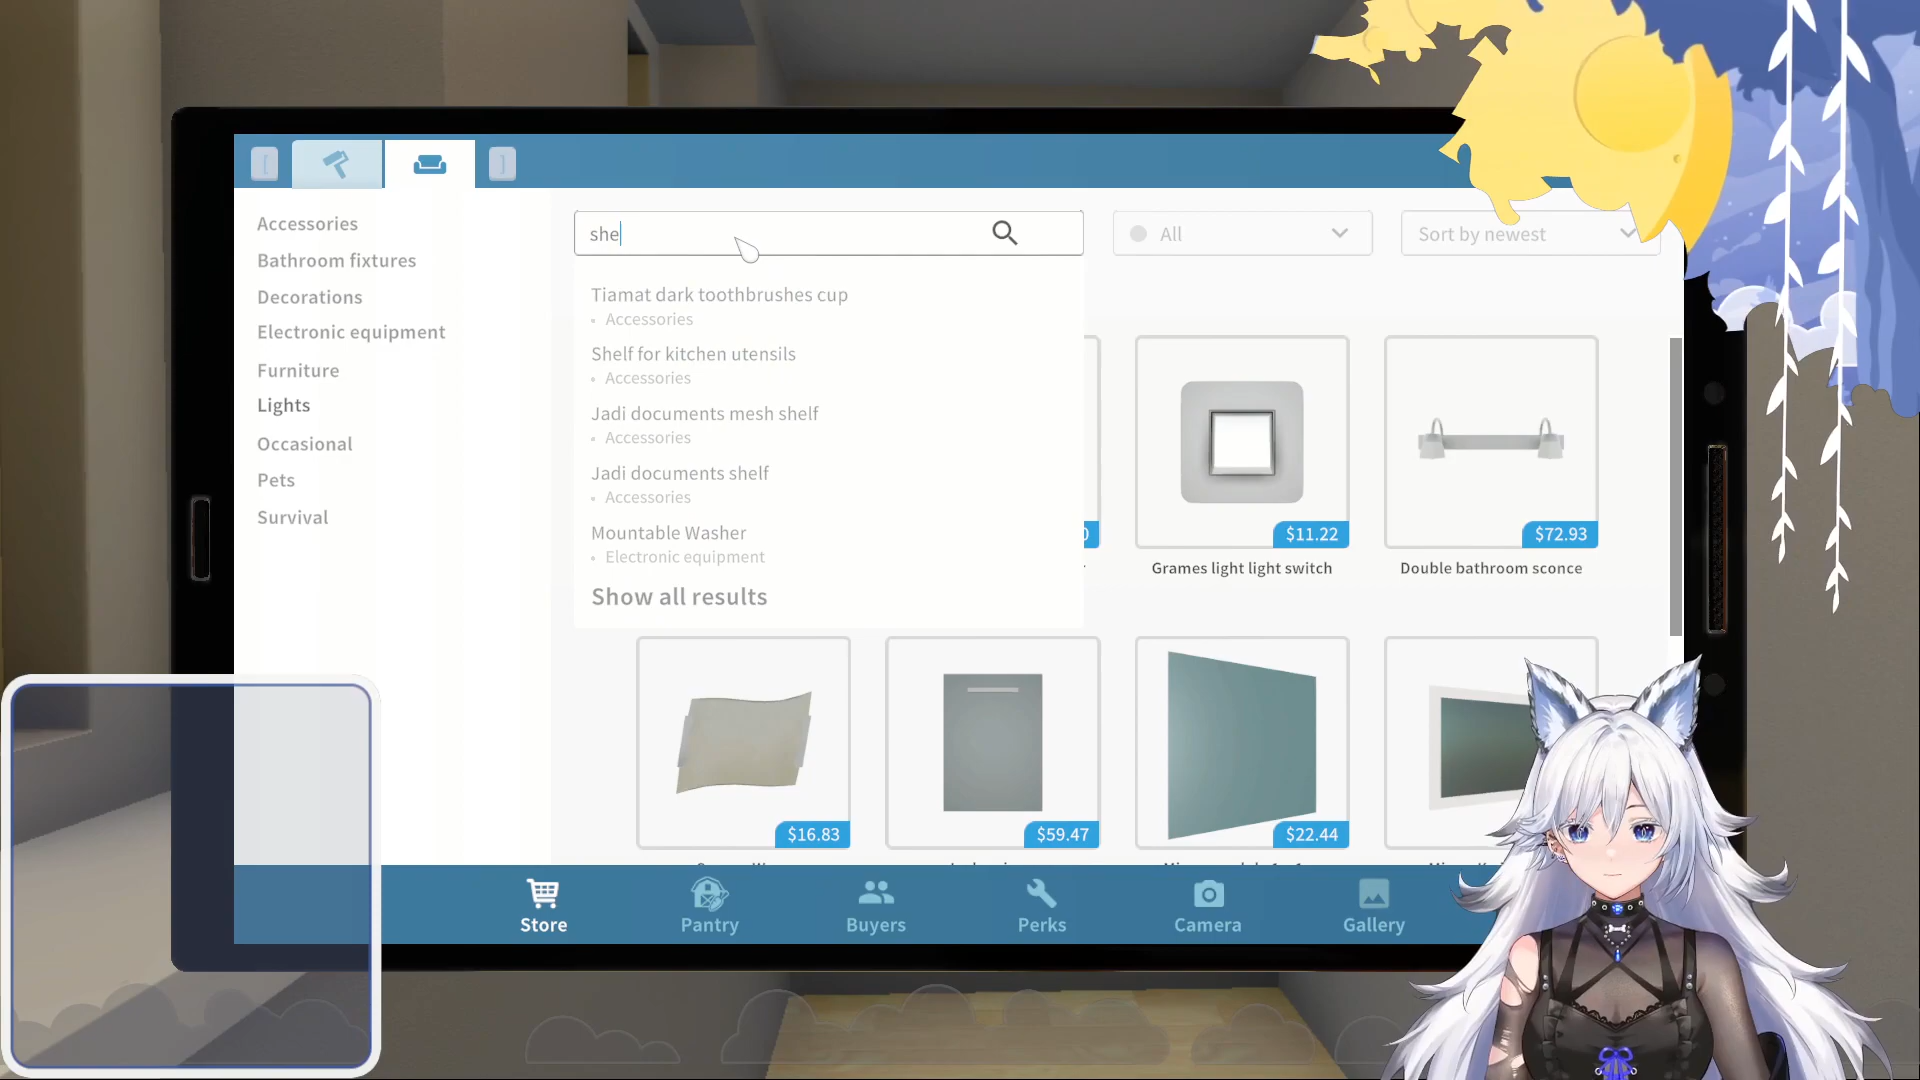 Accessories
Bathroom fixtures
Decorations
Electronic equipment
Furniture
Lights
Occasional
Pets
Survival
she
All
Sort by newest
Tiamat dark toothbrushes cup
Accessories
Shelf for kitchen utensils
Accessories
Jadi documents mesh shelf
Accessories
Jadi documents shelf
Accessories
Mountable Washer
Electronic equipment
Show all results
$11.22
$72.93
Grames light light switch
Double bathroom sconce
$16.83
$59.47
$22.44
Store
Pantry
Buyers
Perks
Camera
Gallery